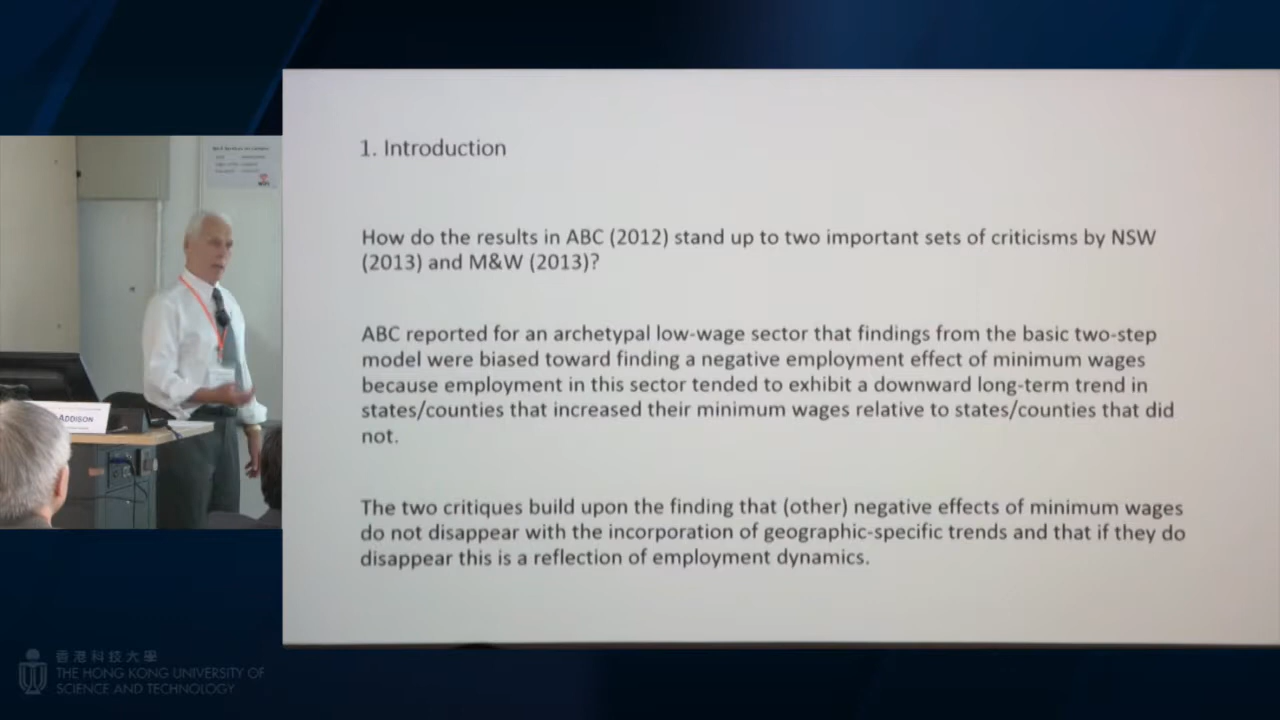 1. Introduction
How do the results in ABC (2012) stand up to two important sets of criticisms by NSW
(2013) and M&W (2013)?
ABC reported for an archetypal low-wage sector that findings from the basic two-step
model were biased toward finding a negative employment effect of minimum wages
because employment in this sector tended to exhibit a downward long-term trend in
states/counties that increased their minimum wages relative to states/counties that did
not.
The two critiques build upon the finding that (other) negative effects of minimum wages
do not disappear with the incorporation of geographic-specific trends and that if they do
disappear this is a reflection of employment dynamics.
ADDISON
香港科技大學
THE HONG KONG UNIVERSITY OF
SCIENCE AND TECHNOLOGY